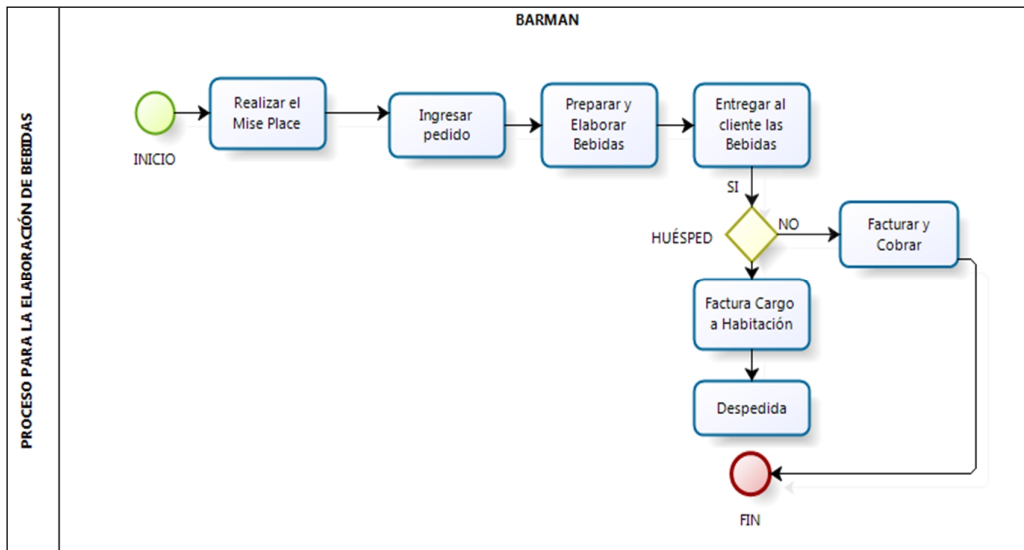 BARMAN
PROCESO PARA LA ELABORACIÓN DE BEBIDAS
INICIO
Realizar el
Mise Place
Ingresar
pedido
Preparar y
Elaborar
Bebidas
Entregar al
cliente las
Bebidas
SI
HUÉSPED
NO
Facturar y
Cobrar
Factura Cargo
a Habitación
Despedida
FIN